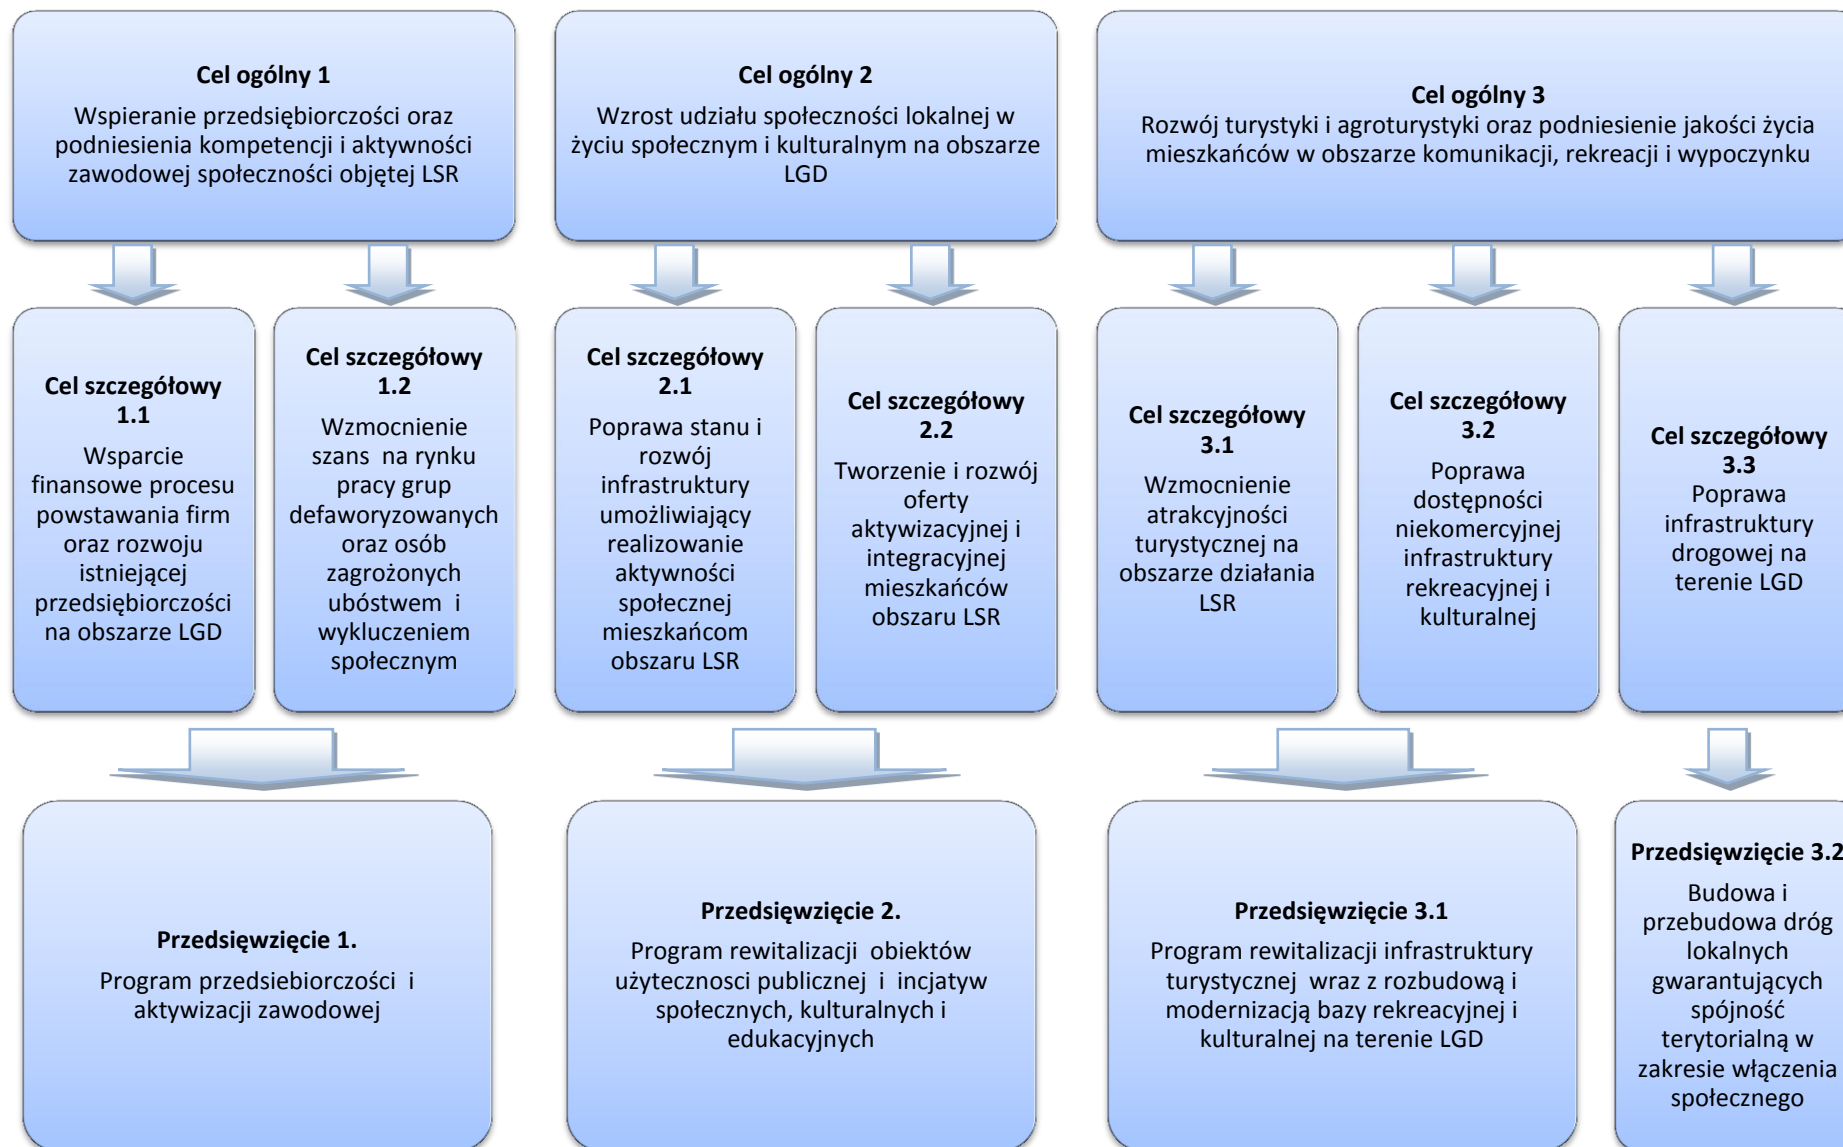 Cel ogólny 1
Wspieranie przedsiębiorczości oraz
podniesienia kompetencji i aktywności
zawodowej społeczności objętej LSR
Cel ogólny 2
Wzrost udziału społeczności lokalnej w
życiu społecznym i kulturalnym na obszarze
LGD
Cel ogólny 3
Rozwój turystyki i agroturystyki oraz podniesienie jakości życia
mieszkańców w obszarze komunikacji, rekreacji i wypoczynku
Cel szczegółowy
1.1
Wsparcie
finansowe procesu
powstawania firm
oraz rozwoju
istniejącej
przedsiębiorczości
na obszarze LGD
Cel szczegółowy
1.2
Wzmocnienie
szans  na rynku
pracy grup
defaworyzowanych
oraz osób
zagrożonych
ubóstwem  i
wykluczeniem
społecznym
Cel szczegółowy
2.1
Poprawa stanu i
rozwój
infrastruktury
umożliwiający
realizowanie
aktywności
społecznej
mieszkańcom
obszaru LSR
Cel szczegółowy
2.2
Tworzenie i rozwój
oferty
aktywizacyjnej i
integracyjnej
mieszkańców
obszaru LSR
Cel szczegółowy
3.1
Wzmocnienie
atrakcyjności
turystycznej na
obszarze działania
LSR
Cel szczegółowy
3.2
Poprawa
dostępności
niekomercyjnej
infrastruktury
rekreacyjnej i
kulturalnej
Cel szczegółowy
3.3
Poprawa
infrastruktury
drogowej na
terenie LGD
Przedsięwzięcie 1.
Program przedsiebiorczości  i
aktywizacji zawodowej
Przedsięwzięcie 2.
Program rewitalizacji  obiektów
użytecznosci publicznej  i  incjatyw
społecznych, kulturalnych i
edukacyjnych
Przedsięwzięcie 3.1
Program rewitalizacji infrastruktury
turystycznej  wraz z rozbudową i
modernizacją bazy rekreacyjnej i
kulturalnej na terenie LGD
Przedsięwzięcie 3.2
Budowa i
przebudowa dróg
lokalnych
gwarantujących
spójność
terytorialną w
zakresie włączenia
społecznego